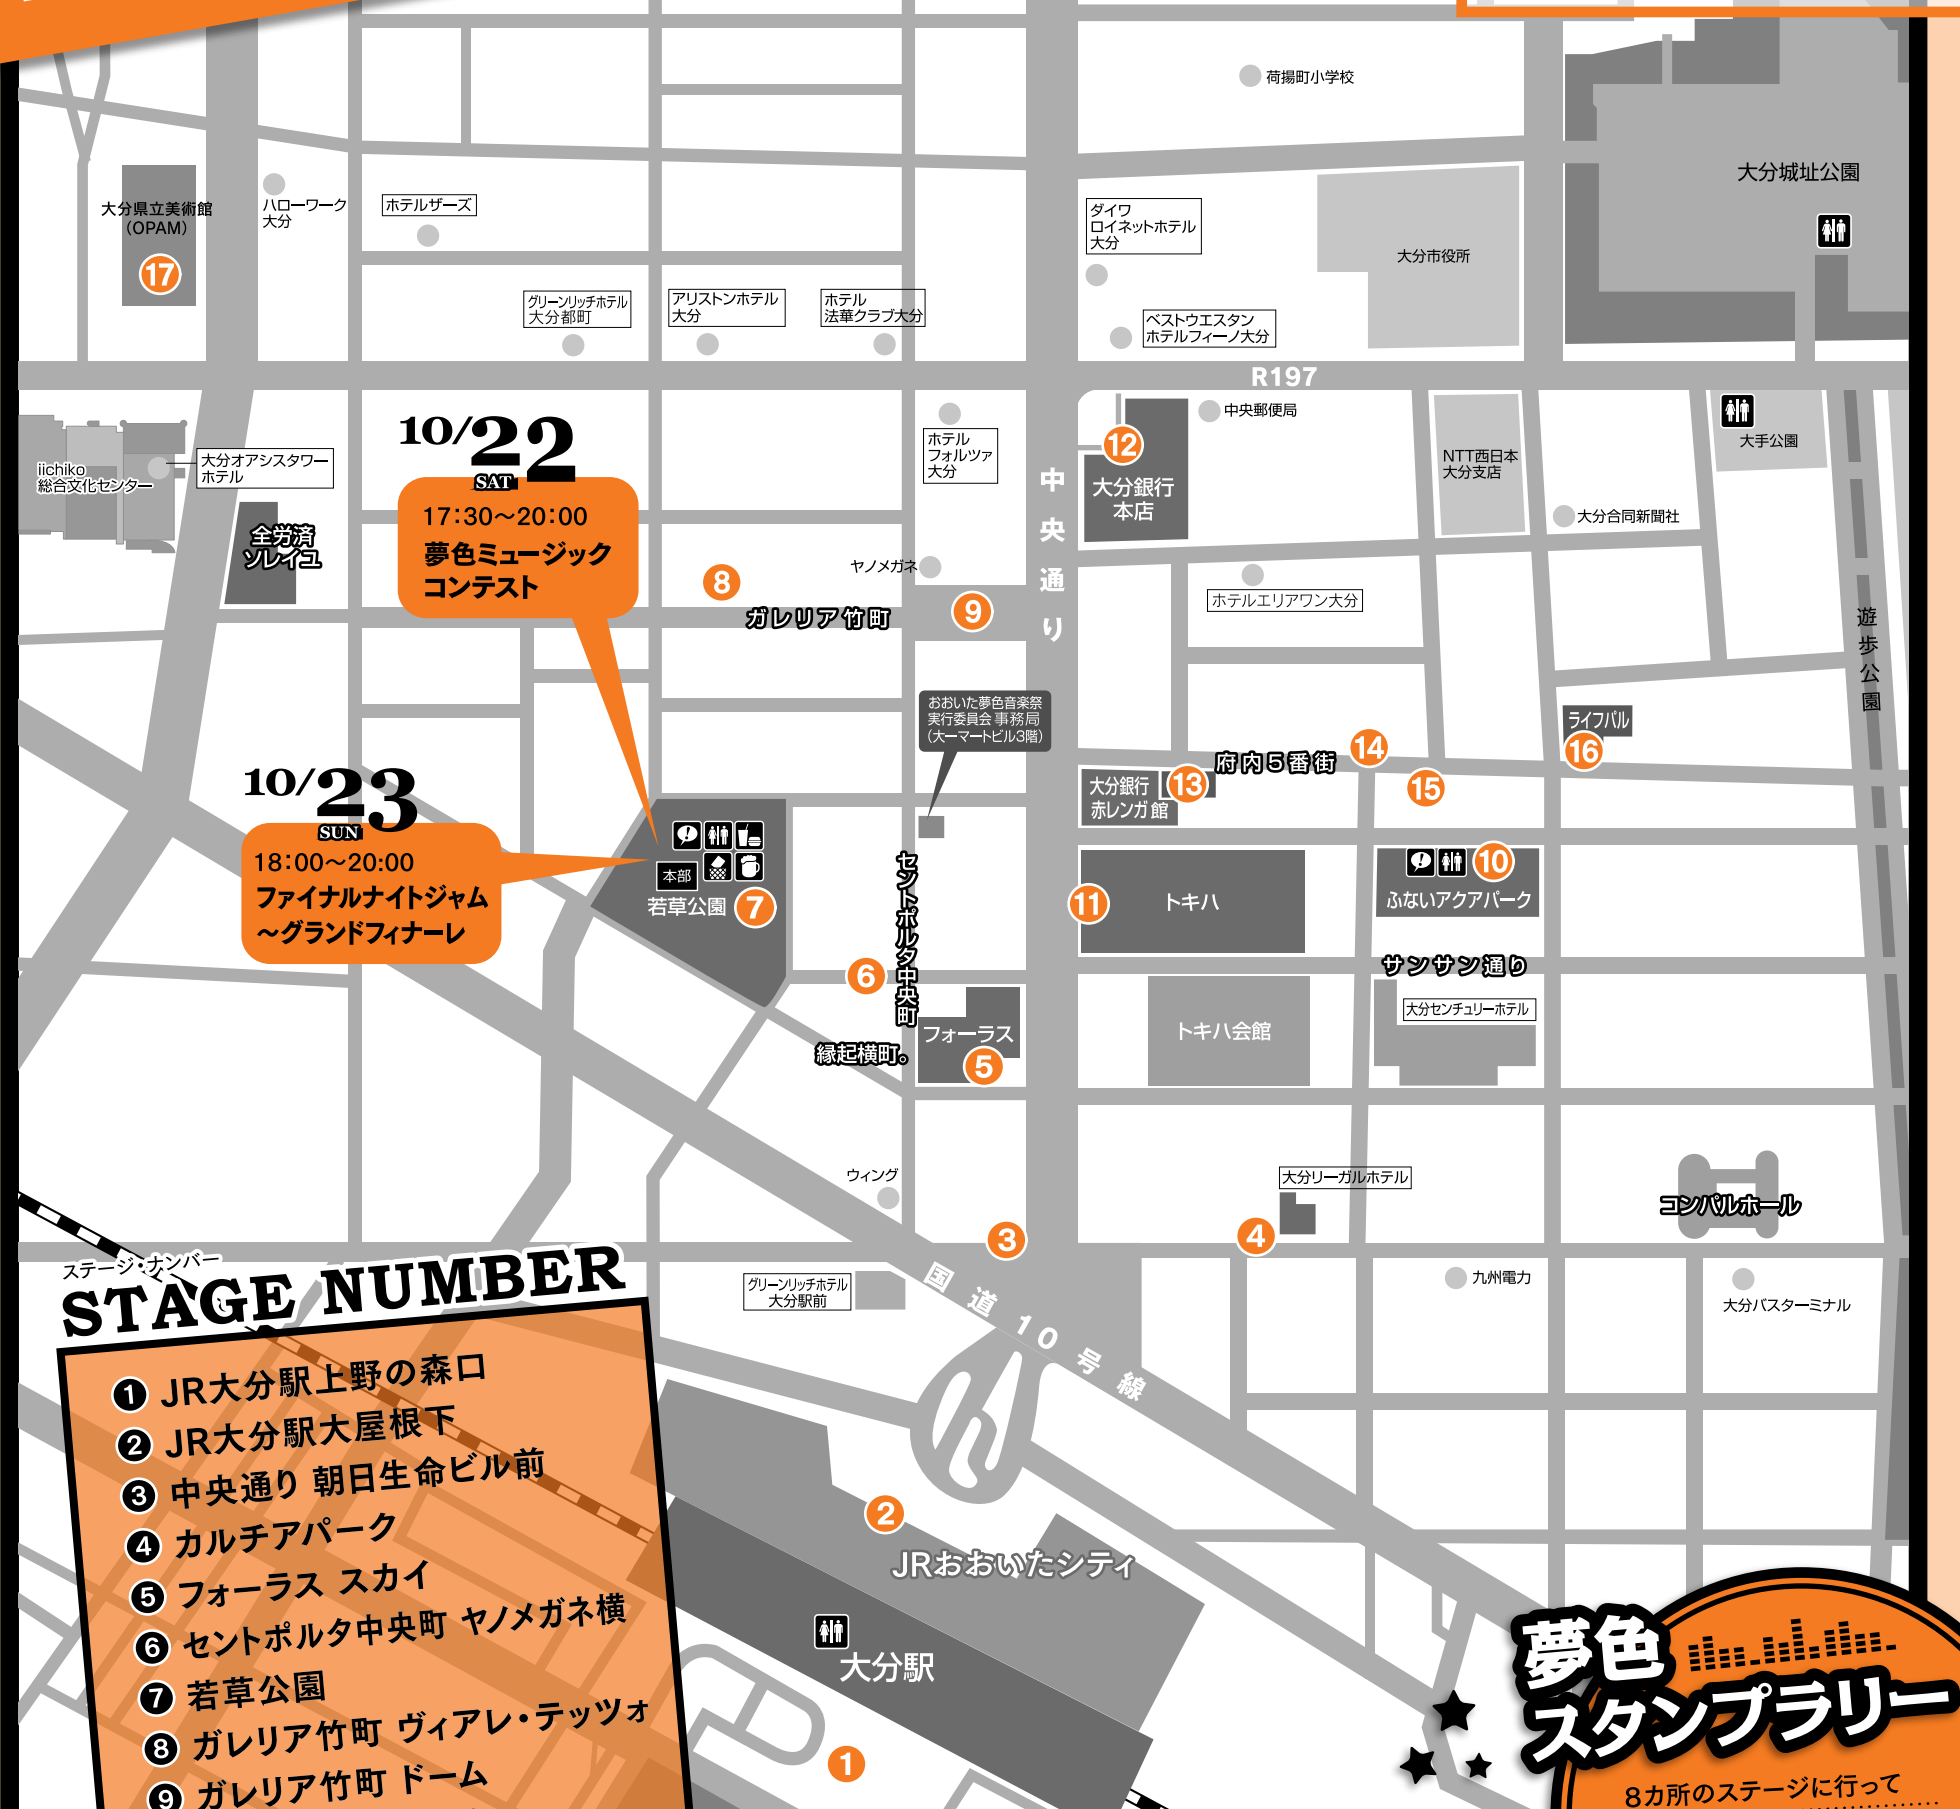 荷揚町小学校
大分城址公園
大分県立美術館
(OPAM)
17
ハローワーク
大分
ホテルザーズ
ダイワ
ロイネットホテル
大分
大分市役所
グリーンリッチホテル
大分都町
アリストンホテル
大分
ホテル
法華クラブ大分
ベストウエスタン
ホテルフィーノ大分
R197
iichiko
総合文化センター
大分オアシスタワー
ホテル
全労済
ソレイユ
10/22
SAT
17:30〜20:00
夢色ミュージック
コンテスト
ホテル
フォルツァ
大分
中央通り
12
大分銀行
本店
中央郵便局
NTT西日本
大分支店
大手公園
大分合同新聞社
ヤノメガネ
8
ガレリア竹町
9
ホテルエリアワン大分
遊歩公園
おおいた夢色音楽祭
実行委員会 事務局
(大一マートビル3階)
ライフパル
16
14
府内5番街
13
15
大分銀行
赤レンガ館
10/23
SUN
18:00〜20:00
ファイナルナイトジャム
〜グランドフィナーレ
本部
若草公園
7
セントポルタ中央町
11
トキハ
10
ふないアクアパーク
6
サンサン通り
フォーラス
5
縁起横町。
トキハ会館
大分センチュリーホテル
ウィング
大分リーガルホテル
コンパルホール
3
4
グリーンリッチホテル
大分駅前
国道10号線
九州電力
大分バスターミナル
2
JRおおいたシティ
大分駅
1
ステージ・ナンバー
STAGE NUMBER
1 JR大分駅上野の森口
2 JR大分駅大屋根下
3 中央通り 朝日生命ビル前
4 カルチアパーク
5 フォーラス スカイ
6 セントポルタ中央町 ヤノメガネ横
7 若草公園
8 ガレリア竹町 ヴィアレ・テッツォ
9 ガレリア竹町 ドーム
夢色
スタンプラリー
8カ所のステージに行って